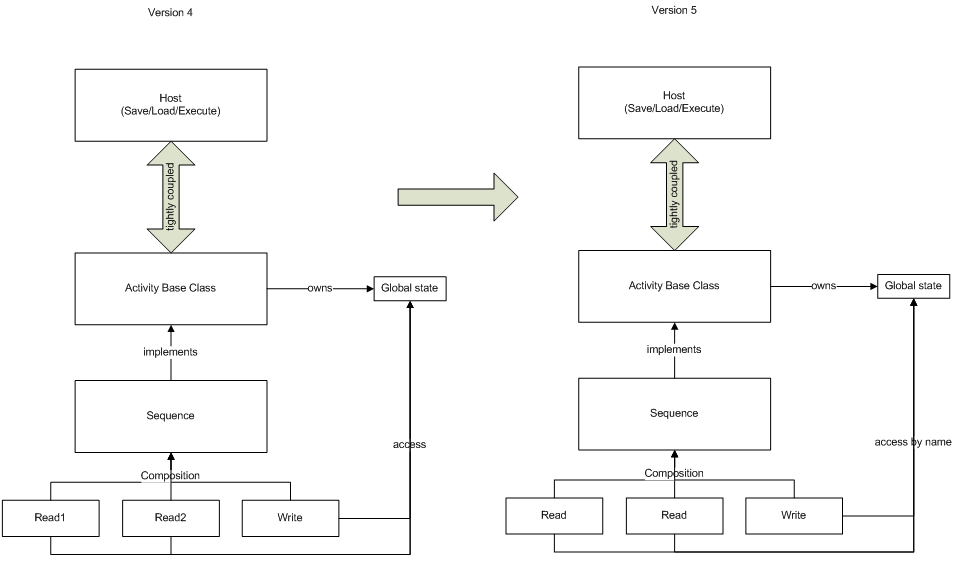 Version 4
Version 5
Host
(Save/Load/Execute)
Host
(Save/Load/Execute)
tightly coupled
tightly coupled
Activity Base Class
owns
Global state
Activity Base Class
owns
Global state
implements
implements
Sequence
Sequence
access
access by name
Composition
Composition
Read1
Read2
Write
Read
Read
Write